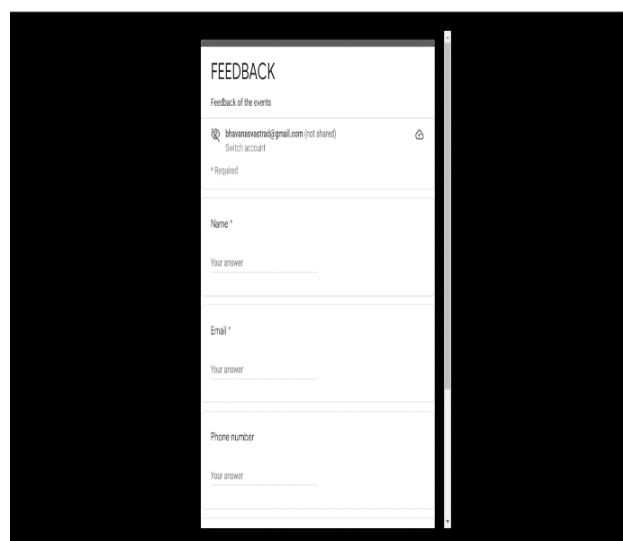 FEEDBACK
Feedback of the events
bhavanasvastrad@gmail.com (not shared)
Switch account
* Required
Name *
Your answer
Email *
Your answer
Phone number
Your answer